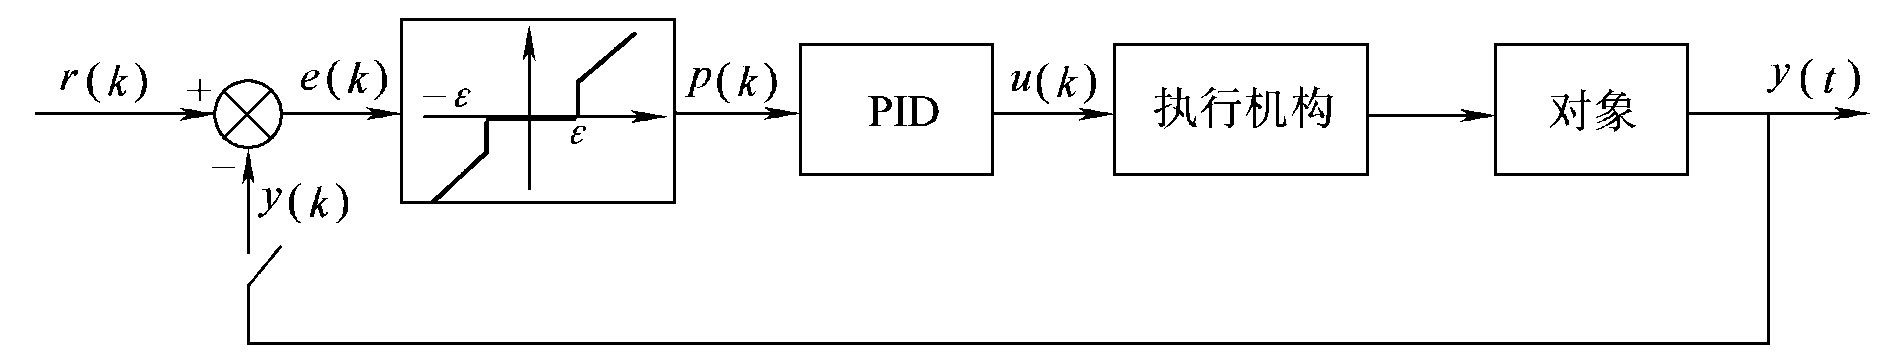 r(k)
+
e(k)
−ε
ε
p(k)
PID
u(k)
执行机构
对象
y(t)
−
y(k)